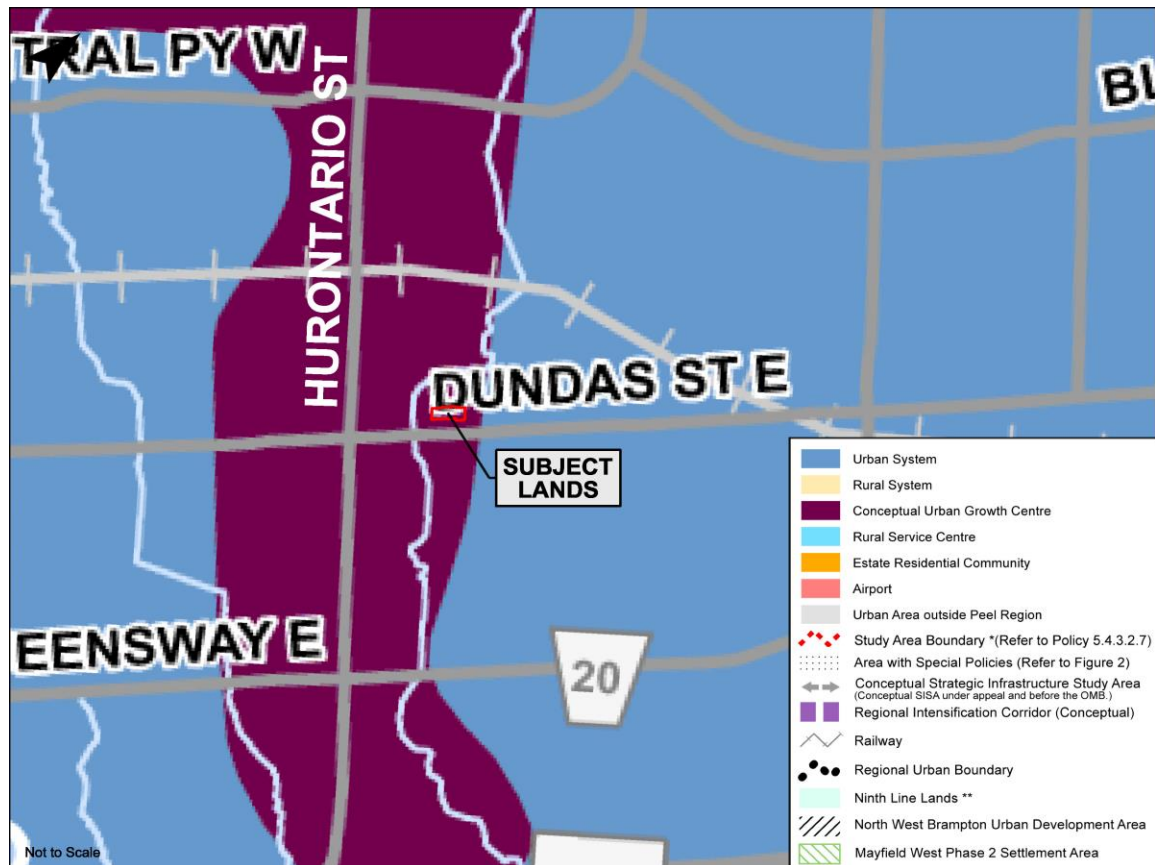 TRAL PY W
BL
HURONTARIO ST
DUNDAS ST E
SUBJECT
LANDS
EENSWAY E
20
Urban System
Rural System
Conceptual Urban Growth Centre
Rural Service Centre
Estate Residential Community
Airport
Urban Area outside Peel Region
Study Area Boundary *(Refer to Policy 5.4.3.2.7)
Area with Special Policies (Refer to Figure 2)
Conceptual Strategic Infrastructure Study Area
(Conceptual SISA under appeal and before the OMB.)
Regional Intensification Corridor (Conceptual)
Railway
Regional Urban Boundary
Ninth Line Lands **
North West Brampton Urban Development Area
Mayfield West Phase 2 Settlement Area
Not to Scale